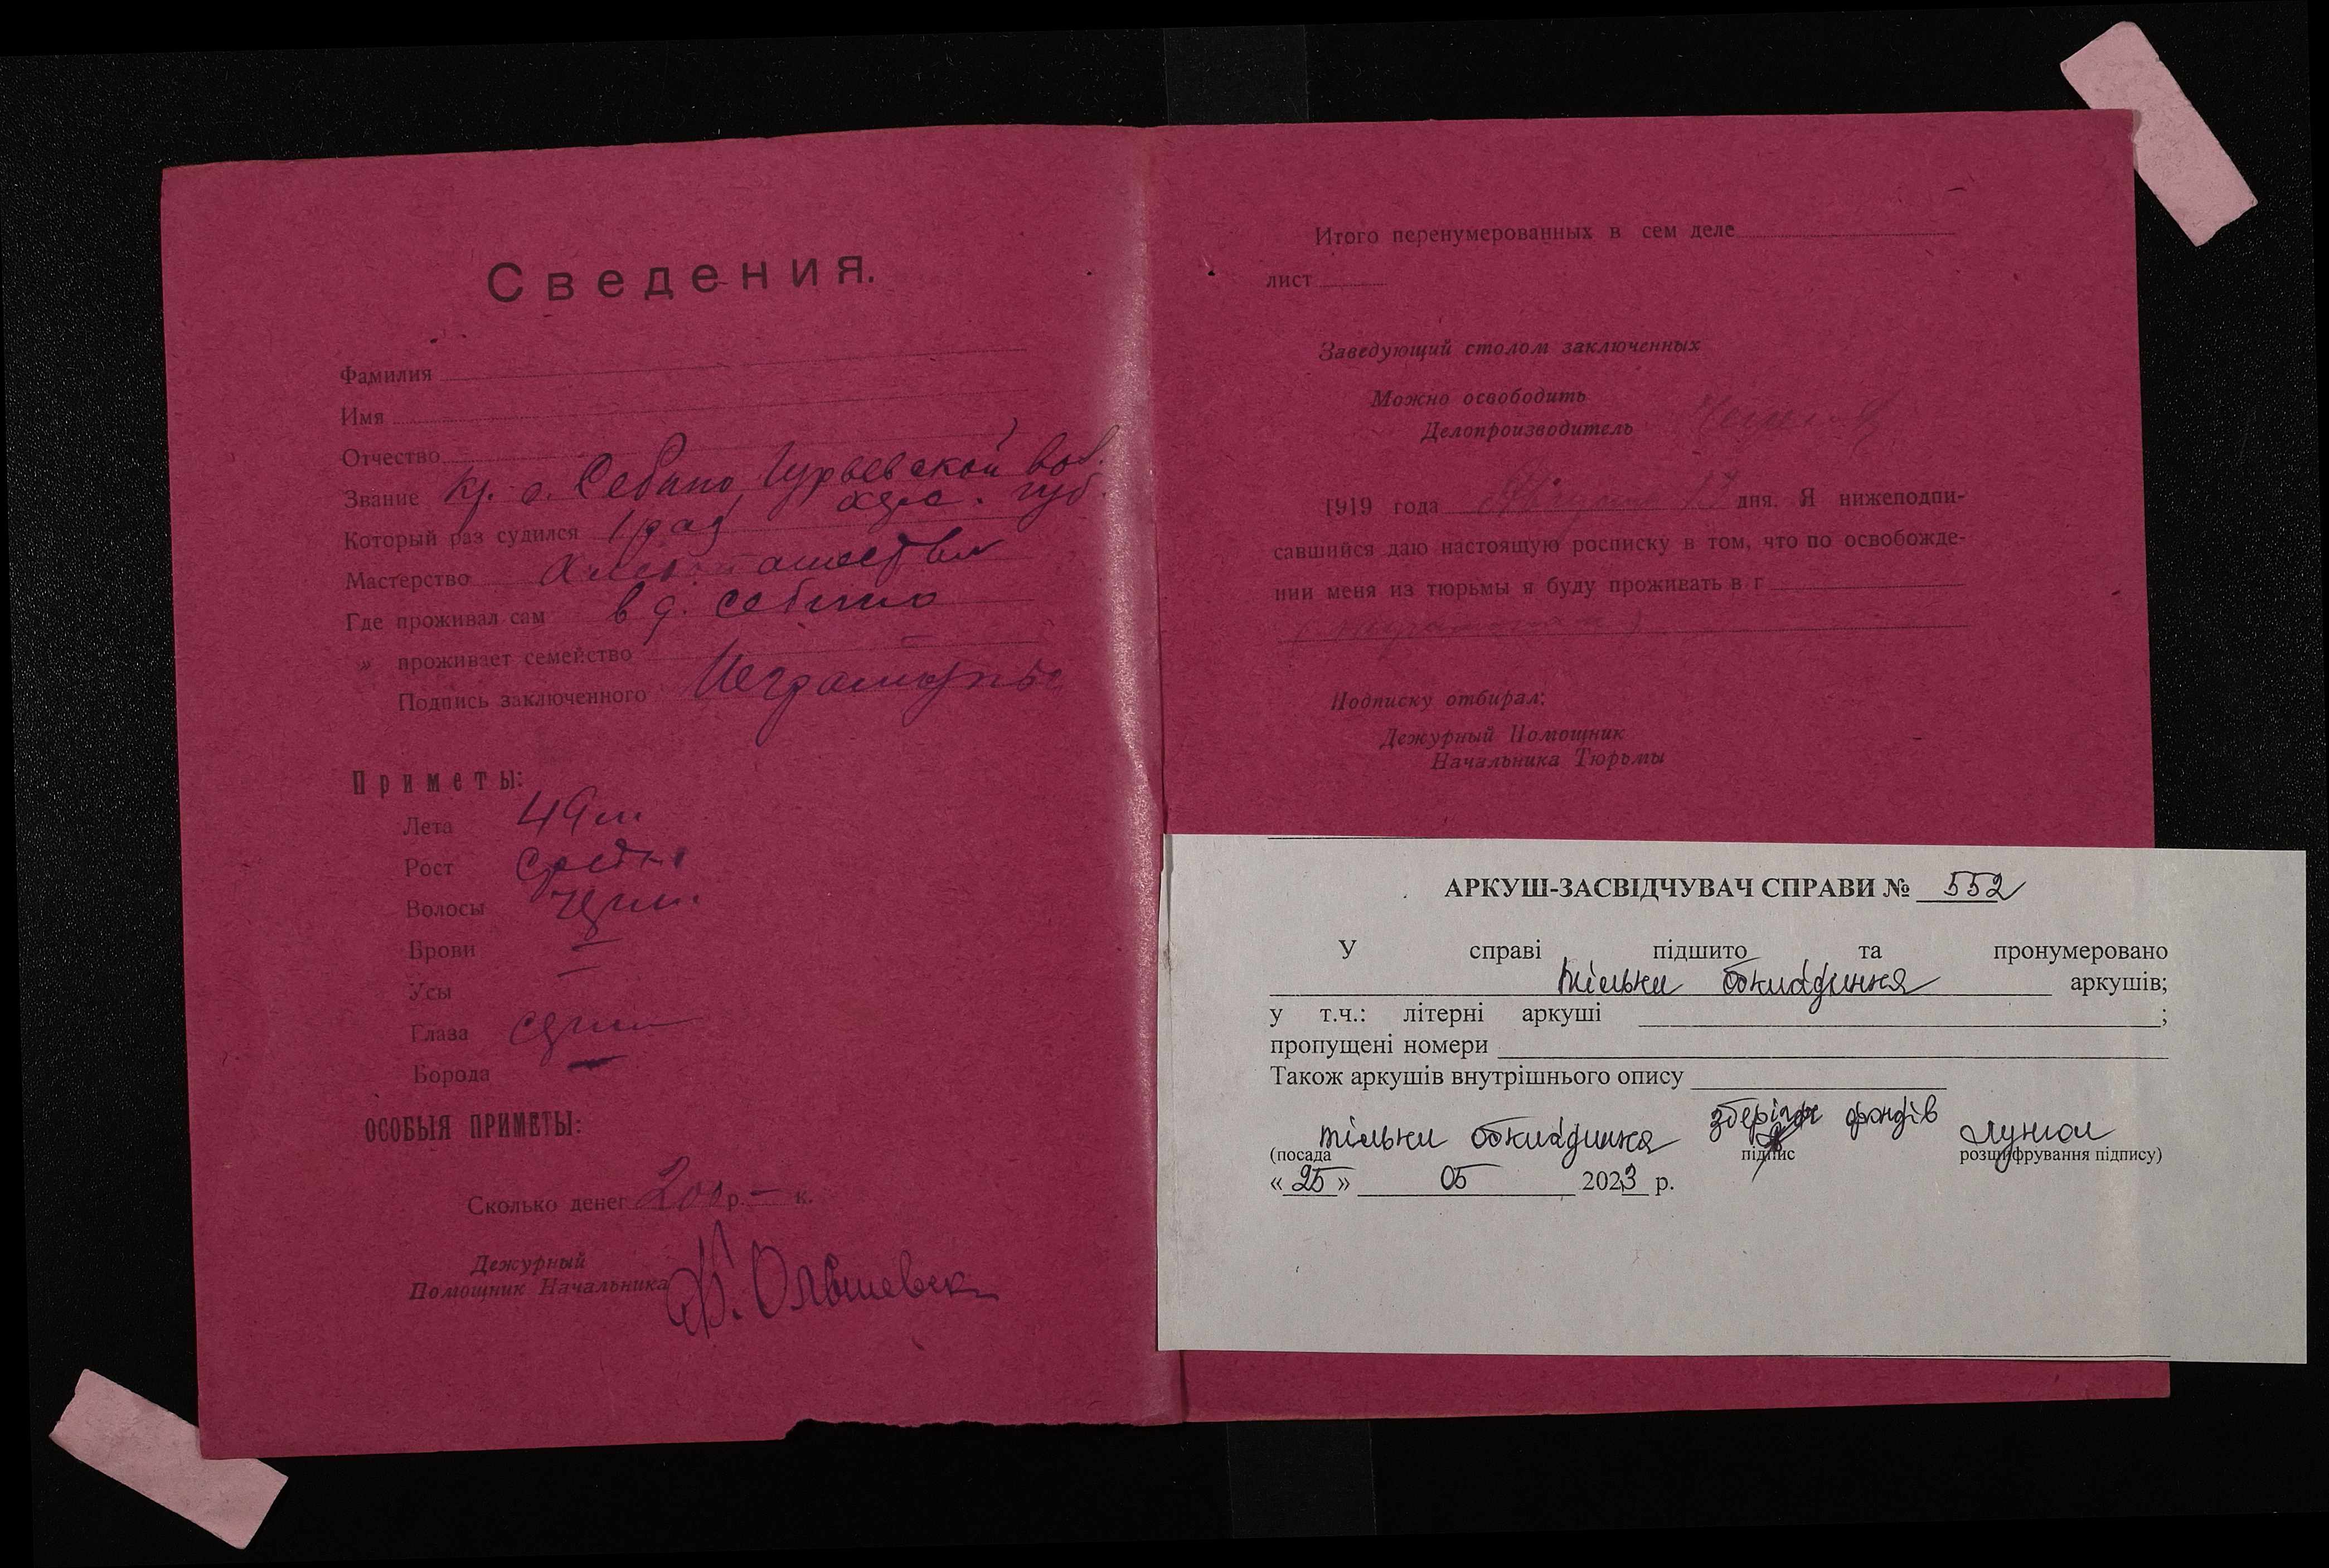 Сведения.
Фамилия
Имя
Отчество
Звание кр. с. Себино, Гурьевской вол.
Хер. губ.
Который раз судился 1 раз
Мастерство
Где проживал сам в д. Себино
» проживает семейство
Подпись заключенного Неграмотн
Приметы:
Лета 49 л.
Рост средн
Волосы черн.
Брови –
Усы –
Глаза
Борода –
ОСОБЫЯ ПРИМЕТЫ:
Сколько денег 200 р. – к.
Дежурный
Помощник Начальника
Итого перенумерованных в сем деле
лист
Заведующий столом заключенных
Можно освободить
Делопроизводитель
1919 года Августа дня. Я нижеподпи-
савшийся даю настоящую росписку в том, что по освобожде-
нии меня из тюрьмы я буду проживать в г
Подписку отбирал:
Дежурный Помощник
Начальника Тюрьмы
АРКУШ-ЗАСВІДЧУВАЧ СПРАВИ № 552
У справі підшито та пронумеровано
тільки обкладинка аркушів;
у т.ч.: літерні аркуші ;
пропущені номери
Також аркушів внутрішнього опису
тільки обкладинка зберігач фондів
(посада підпис розшифрування підпису)
« 25 » 05 2023 р.